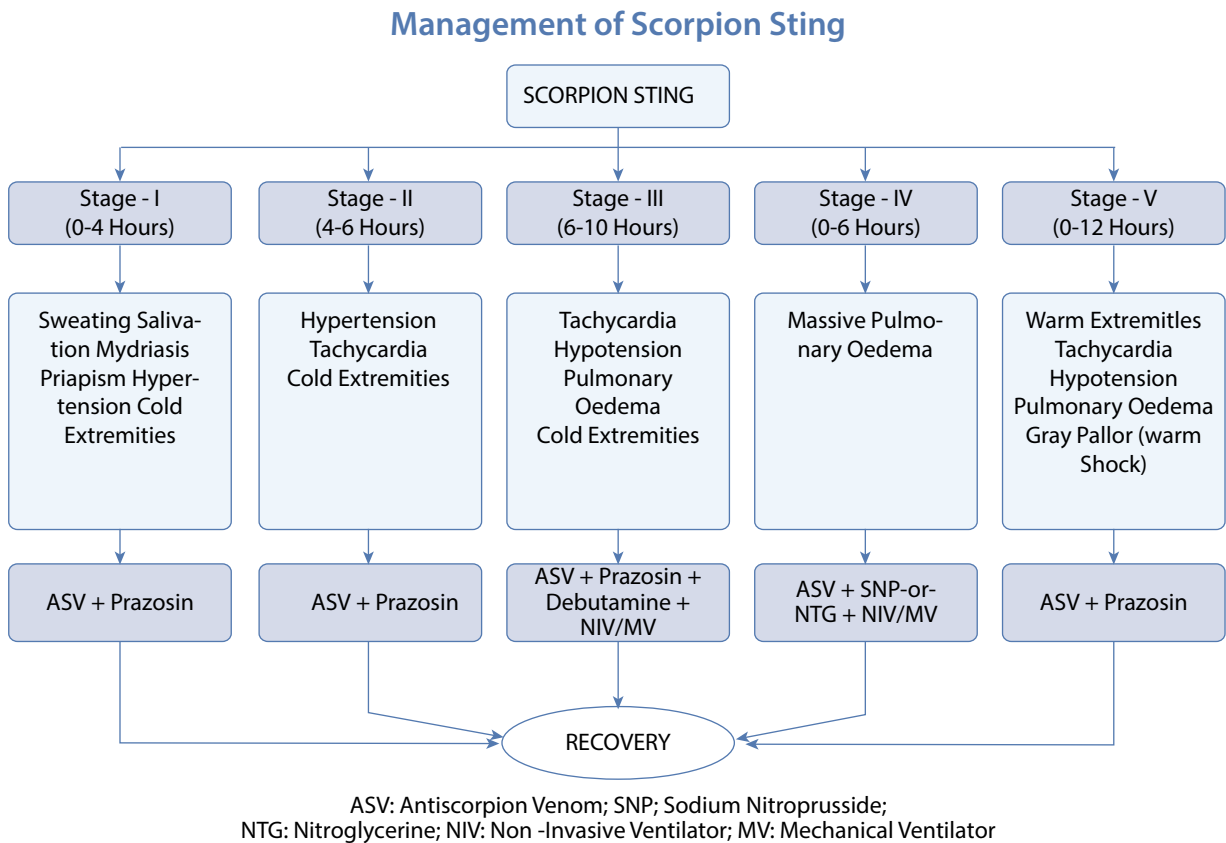 Management of Scorpion Sting
SCORPION STING
Stage - I
(0-4 Hours)
Stage - II
(4-6 Hours)
Stage - III
(6-10 Hours)
Stage - IV
(0-6 Hours)
Stage - V
(0-12 Hours)
Sweating Saliva-
tion Mydriasis
Priapism Hyper-
tension Cold
Extremities
Hypertension
Tachycardia
Cold Extremities
Tachycardia
Hypotension
Pulmonary
Oedema
Cold Extremities
Massive Pulmo-
nary Oedema
Warm Extremitles
Tachycardia
Hypotension
Pulmonary Oedema
Gray Pallor (warm
Shock)
ASV + Prazosin
ASV + Prazosin
ASV + Prazosin +
Debutamine +
NIV/MV
ASV + SNP-or-
NTG + NIV/MV
ASV + Prazosin
RECOVERY
ASV: Antiscorpion Venom; SNP; Sodium Nitroprusside;
NTG: Nitroglycerine; NIV: Non -Invasive Ventilator; MV: Mechanical Ventilator